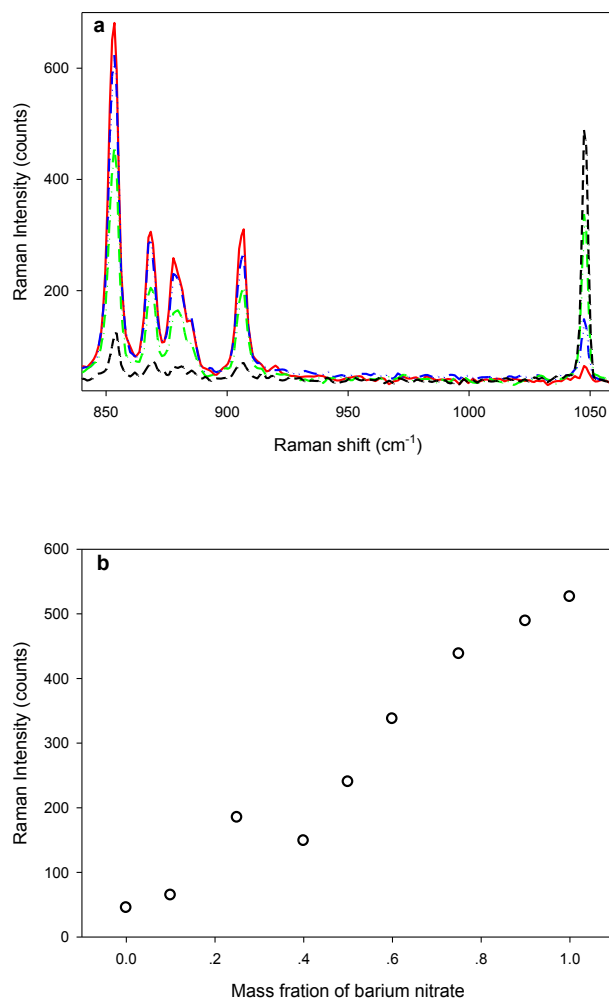 a
600
400
200
Raman Intensity (counts)
850 900 950 1000 1050
Raman shift (cm-1)
b
600
500
400
300
200
100
0
Raman Intensity (counts)
0.0 .2 .4 .6 .8 1.0
Mass fration of barium nitrate